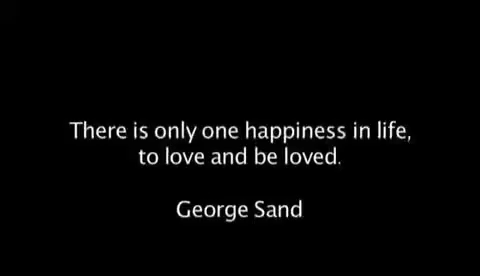 There is only one happiness in life,
to love and be loved.
George Sand